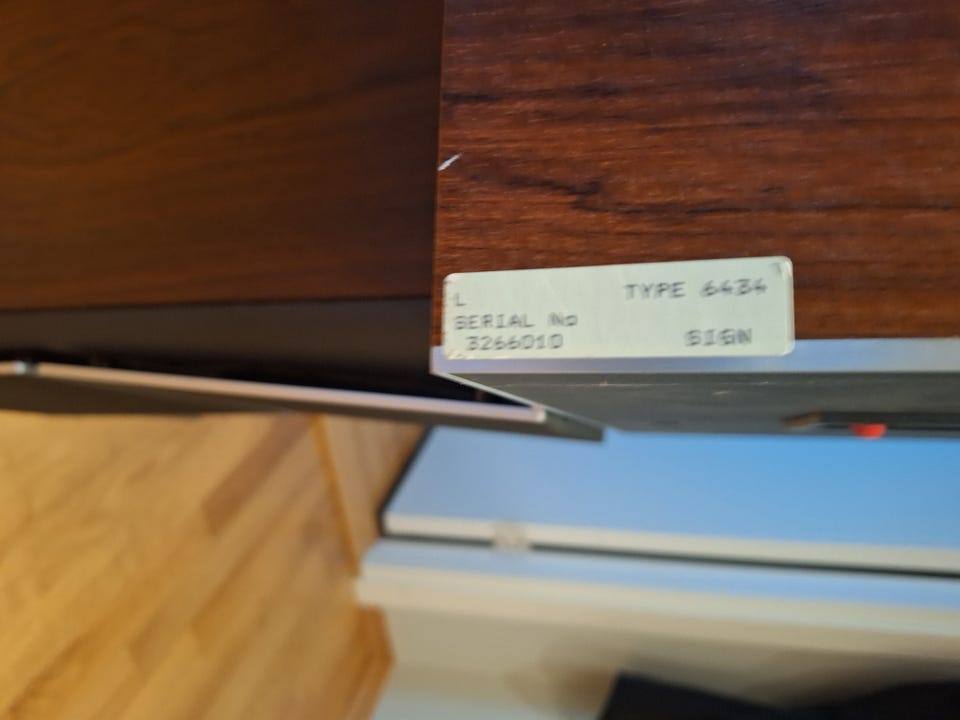 L TYPE 6434
SERIAL No
3266010 SIGN